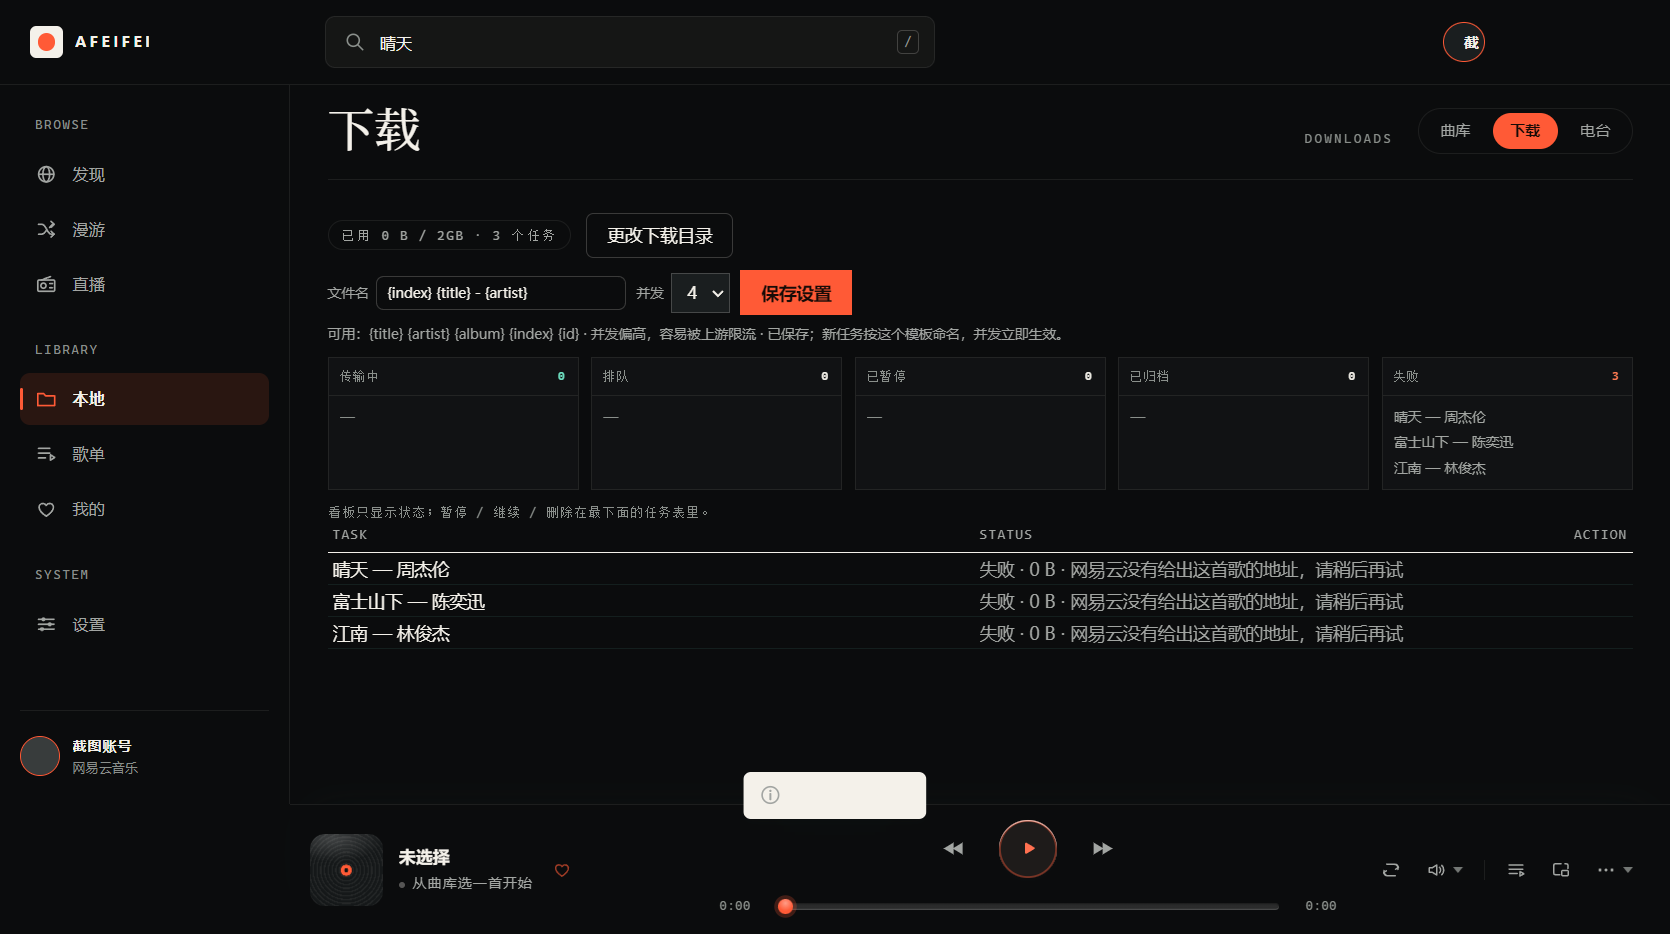 AFEIFEI
晴天
/
截
BROWSE
发现
漫游
直播
LIBRARY
本地
歌单
我的
SYSTEM
设置
截图账号
网易云音乐
下载
DOWNLOADS
曲库
下载
电台
已用 0 B / 2GB · 3 个任务
更改下载目录
文件名
{index} {title} - {artist}
并发
4
保存设置
可用：{title} {artist} {album} {index} {id} · 并发偏高，容易被上游限流 · 已保存；新任务按这个模板命名，并发立即生效。
传输中 0
—
排队 0
—
已暂停 0
—
已归档 0
—
失败 3
晴天 — 周杰伦
富士山下 — 陈奕迅
江南 — 林俊杰
看板只显示状态；暂停 / 继续 / 删除在最下面的任务表里。
TASK STATUS ACTION
晴天 — 周杰伦 失败 · 0 B · 网易云没有给出这首歌的地址，请稍后再试
富士山下 — 陈奕迅 失败 · 0 B · 网易云没有给出这首歌的地址，请稍后再试
江南 — 林俊杰 失败 · 0 B · 网易云没有给出这首歌的地址，请稍后再试
未选择
从曲库选一首开始
0:00
0:00